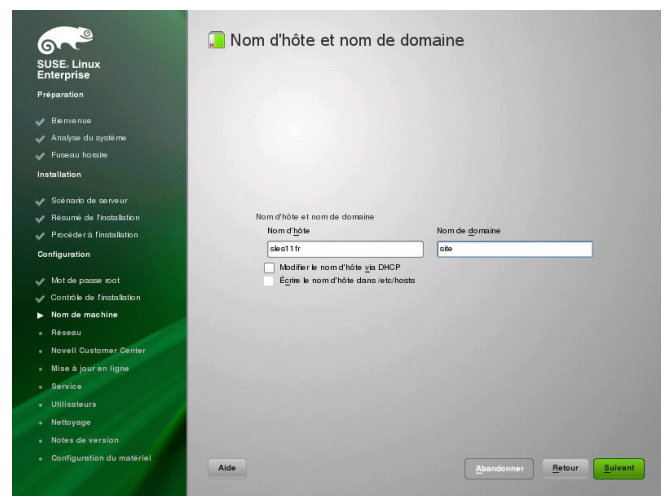 SUSE. Linux
Enterprise
Préparation
Bienvenue
Analyse du système
Fuseau horaire
Installation
Scénario de serveur
Résumé de l'installation
Procéder à l'installation
Configuration
Mot de passe root
Contrôle de l'installation
Nom de machine
Réseau
Novell Customer Center
Mise à jour en ligne
Service
Utilisateurs
Nettoyage
Notes de version
Configuration du matériel
Nom d'hôte et nom de domaine
Nom d'hôte et nom de domaine
Nom d'hôte Nom de domaine
sles11fr site
Modifier le nom d'hôte via DHCP
Écrire le nom d'hôte dans /etc/hosts
Aide Abandonner Retour Suivant